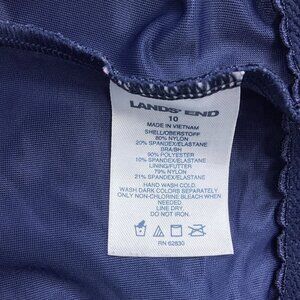 LANDS' END
10
MADE IN VIETNAM
SHELL/OBERSTOFF
80% NYLON
20% SPANDEX/ELASTANE
BRA/BH
90% POLYESTER
10% SPANDEX/ELASTANE
LINING/FUTTER
79% NYLON
21% SPANDEX/ELASTANE
HAND WASH COLD.
WASH DARK COLORS SEPARATELY.
ONLY NON-CHLORINE BLEACH WHEN
NEEDED.
LINE DRY.
DO NOT IRON.
RN 62830